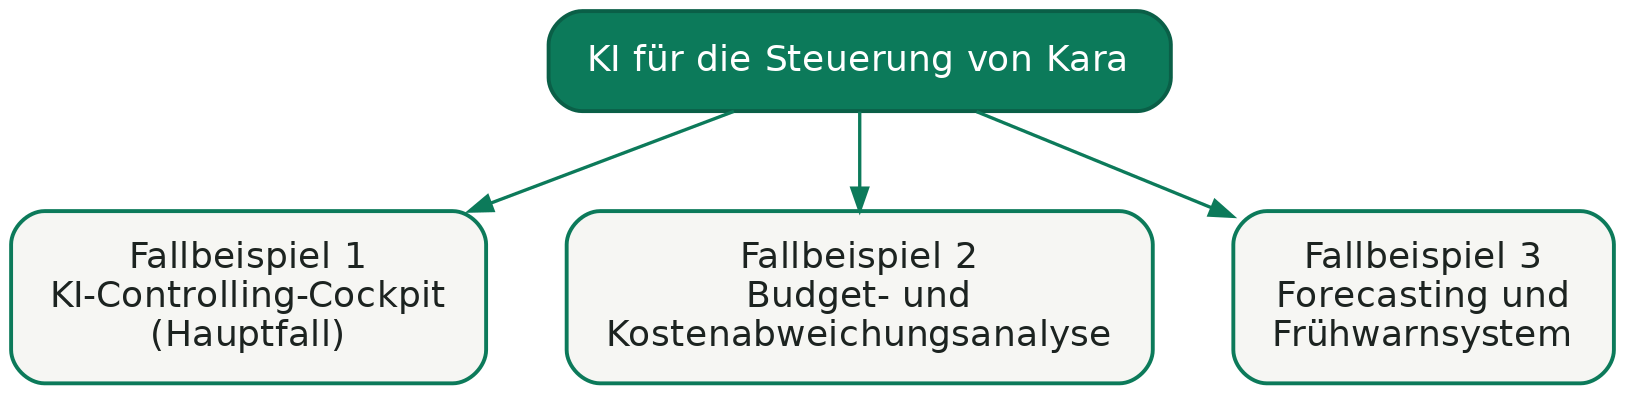 KI für die Steuerung von Kara
Fallbeispiel 1
KI-Controlling-Cockpit
(Hauptfall)
Fallbeispiel 2
Budget- und
Kostenabweichungsanalyse
Fallbeispiel 3
Forecasting und
Frühwarnsystem